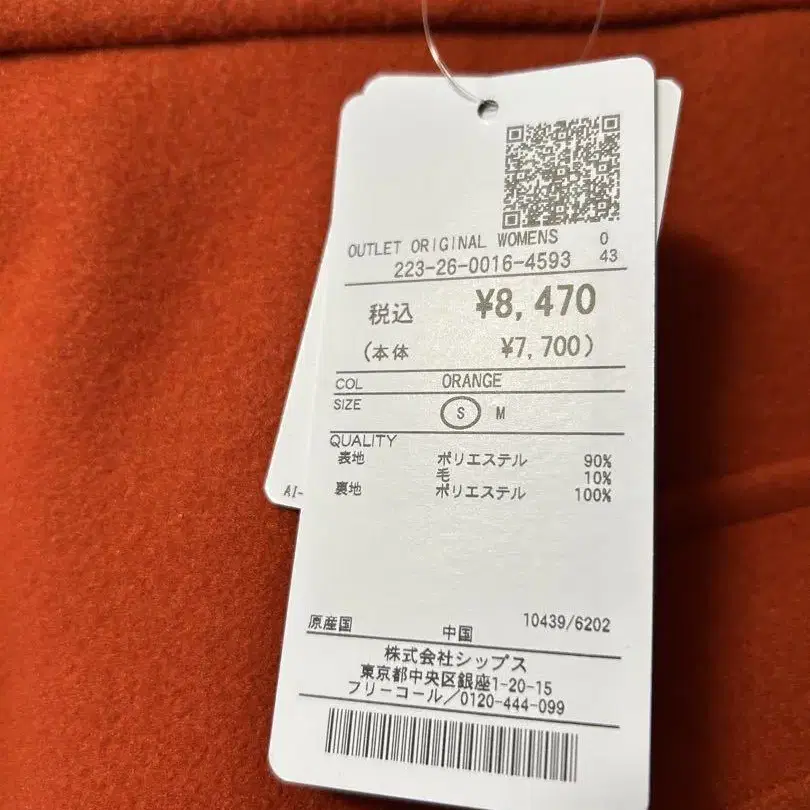 OUTLET ORIGINAL WOMENS 0
223-26-0016-4593 43
税込 ¥8,470
(本体 ¥7,700)
COL ORANGE
SIZE S M
QUALITY
表地 ポリエステル 90%
毛 10%
裏地 ポリエステル 100%
AI-
原産国 中国 10439/6202
株式会社シップス
東京都中央区銀座1-20-15
フリーコール/0120-444-099